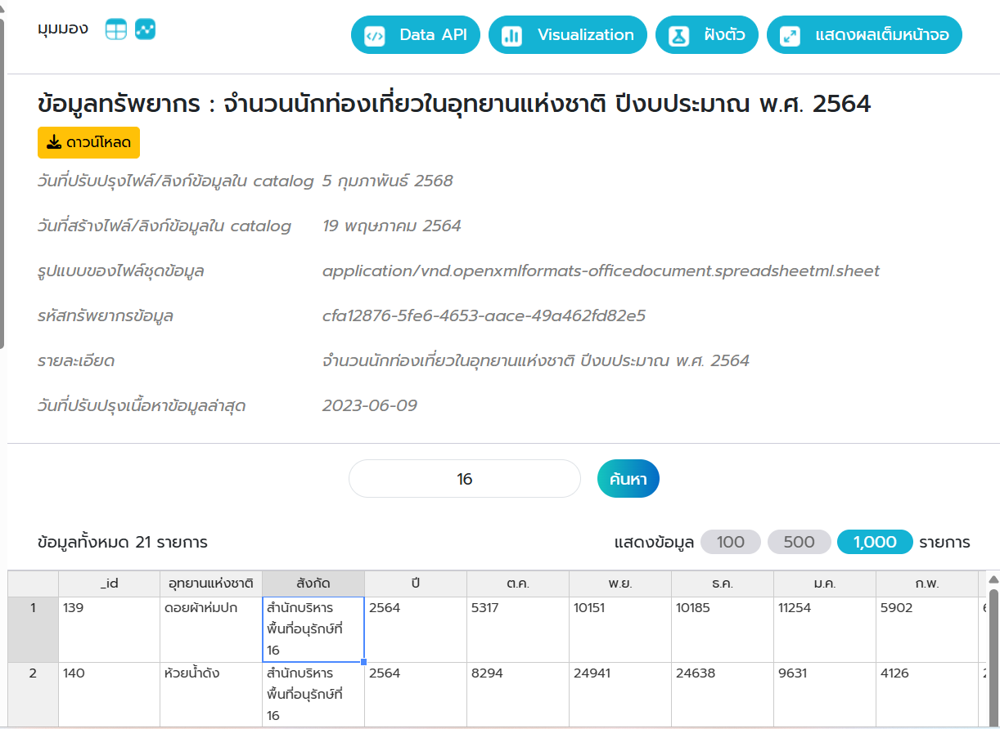 มุมมอง
Data API
Visualization
ฝังตัว
แสดงผลเต็มหน้าจอ
ข้อมูลทรัพยากร : จำนวนนักท่องเที่ยวในอุทยานแห่งชาติ ปีงบประมาณ พ.ศ. 2564
ดาวน์โหลด
วันที่ปรับปรุงไฟล์/ลิงก์ข้อมูลใน catalog 5 กุมภาพันธ์ 2568
วันที่สร้างไฟล์/ลิงก์ข้อมูลใน catalog 19 พฤษภาคม 2564
รูปแบบของไฟล์ชุดข้อมูล application/vnd.openxmlformats-officedocument.spreadsheetml.sheet
รหัสทรัพยากรข้อมูล cfa12876-5fe6-4653-aace-49a462fd82e5
รายละเอียด จำนวนนักท่องเที่ยวในอุทยานแห่งชาติ ปีงบประมาณ พ.ศ. 2564
วันที่ปรับปรุงเนื้อหาข้อมูลล่าสุด 2023-06-09
16 ค้นหา
ข้อมูลทั้งหมด 21 รายการ แสดงข้อมูล 100 500 1,000 รายการ
_id อุทยานแห่งชาติ สังกัด ปี ต.ค. พ.ย. ธ.ค. ม.ค. ก.พ.
1 139 ดอยผ้าห่มปก สำนักบริหาร 2564 5317 10151 10185 11254 5902
พื้นที่อนุรักษ์ที่
16
2 140 ห้วยน้ำดัง สำนักบริหาร 2564 8294 24941 24638 9631 4126
พื้นที่อนุรักษ์ที่
16